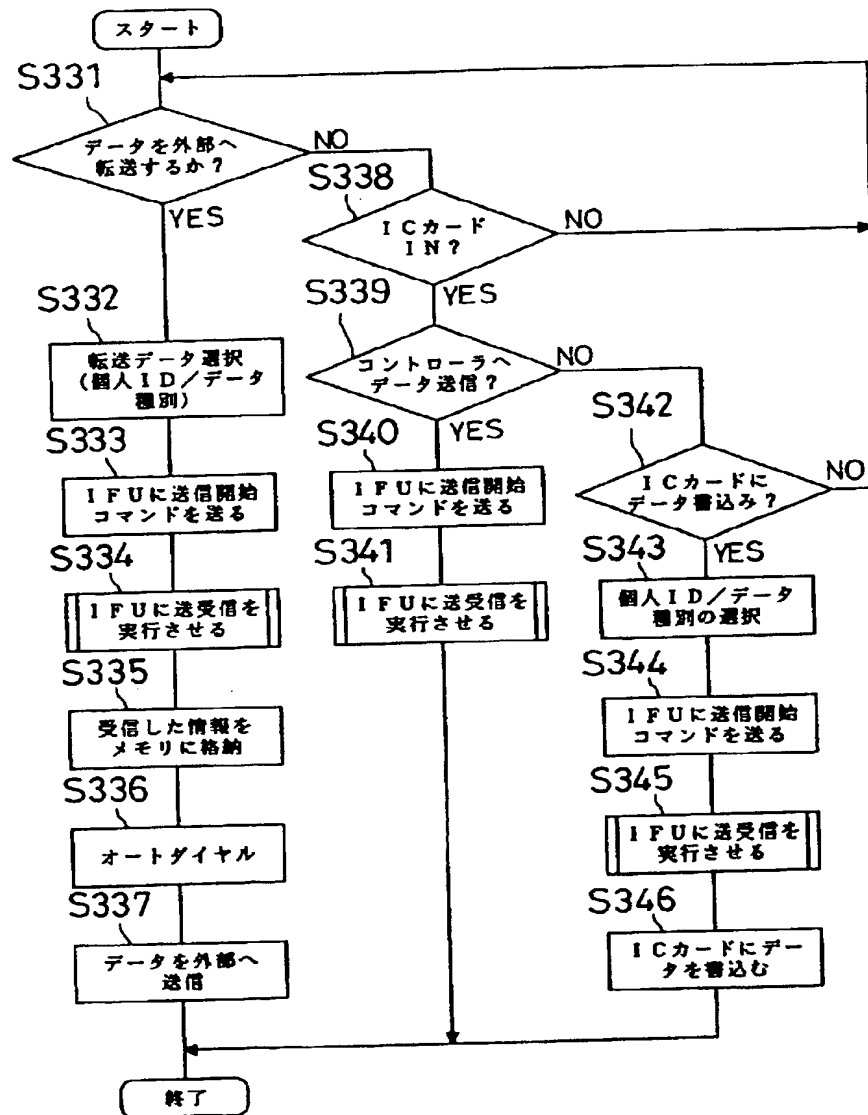 スタート
S331
データを外部へ
転送するか?
NO
YES
S338
ICカード
IN?
NO
YES
S332
転送データ選択
(個人ID/データ
種別)
S339
コントローラへ
データ送信?
NO
YES
S333
IFUに送信開始
コマンドを送る
S340
IFUに送信開始
コマンドを送る
S342
ICカードに
データ書込み?
NO
YES
S334
IFUに送受信を
実行させる
S341
IFUに送受信を
実行させる
S343
個人ID/データ
種別の選択
S335
受信した情報を
メモリに格納
S344
IFUに送信開始
コマンドを送る
S336
オートダイヤル
S345
IFUに送受信を
実行させる
S337
データを外部へ
送信
S346
ICカードにデー
タを書込む
終了